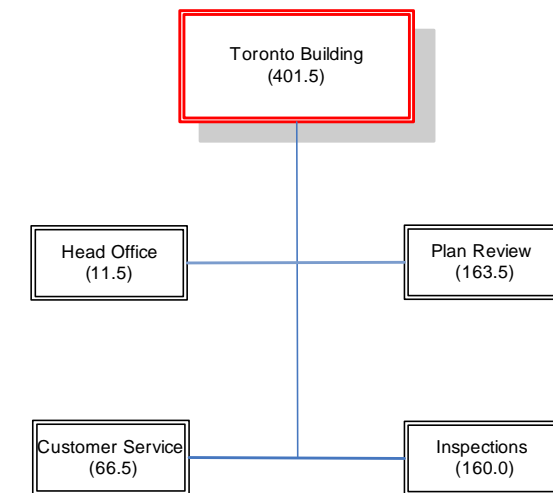 Toronto Building
(401.5)
Head Office
(11.5)
Plan Review
(163.5)
Customer Service
(66.5)
Inspections
(160.0)